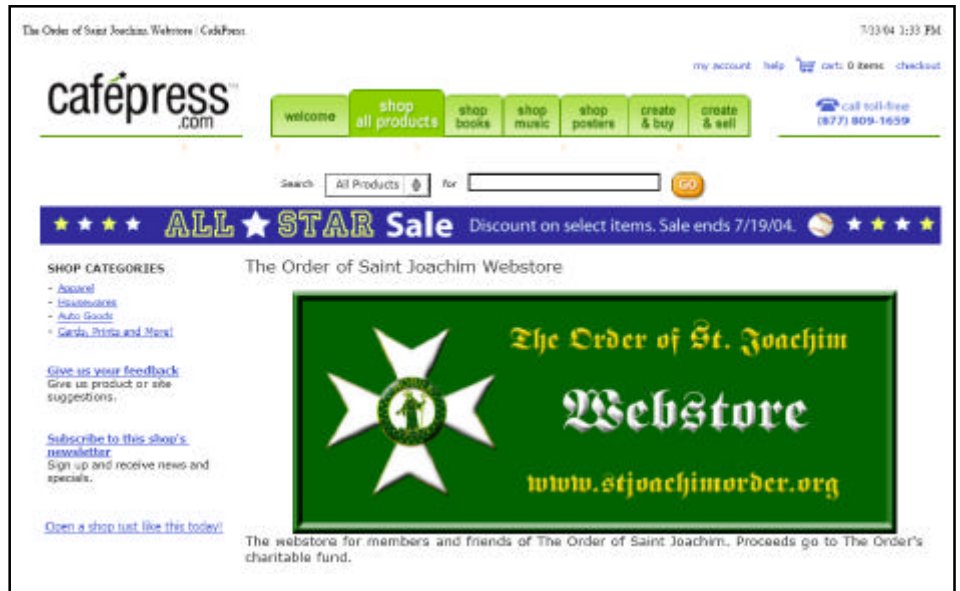 The Order of Saint Joachim Webstore | CafePress
7/13/04 3:33 PM
my account help cart: 0 items checkout
cafépress™
.com
welcome
shop
all products
shop
books
shop
music
shop
posters
create
& buy
create
& sell
call toll-free
(877) 809-1659
Search All Products for GO
ALL STAR Sale Discount on select items. Sale ends 7/19/04.
SHOP CATEGORIES
- Apparel
- Housewares
- Auto Goods
- Cards, Prints and More!
Give us your feedback
Give us product or site
suggestions.
Subscribe to this shop's
newsletter
Sign up and receive news and
specials.
Open a shop just like this today!
The Order of Saint Joachim Webstore
The Order of St. Joachim
Webstore
www.stjoachimorder.org
The webstore for members and friends of The Order of Saint Joachim. Proceeds go to The Order's
charitable fund.